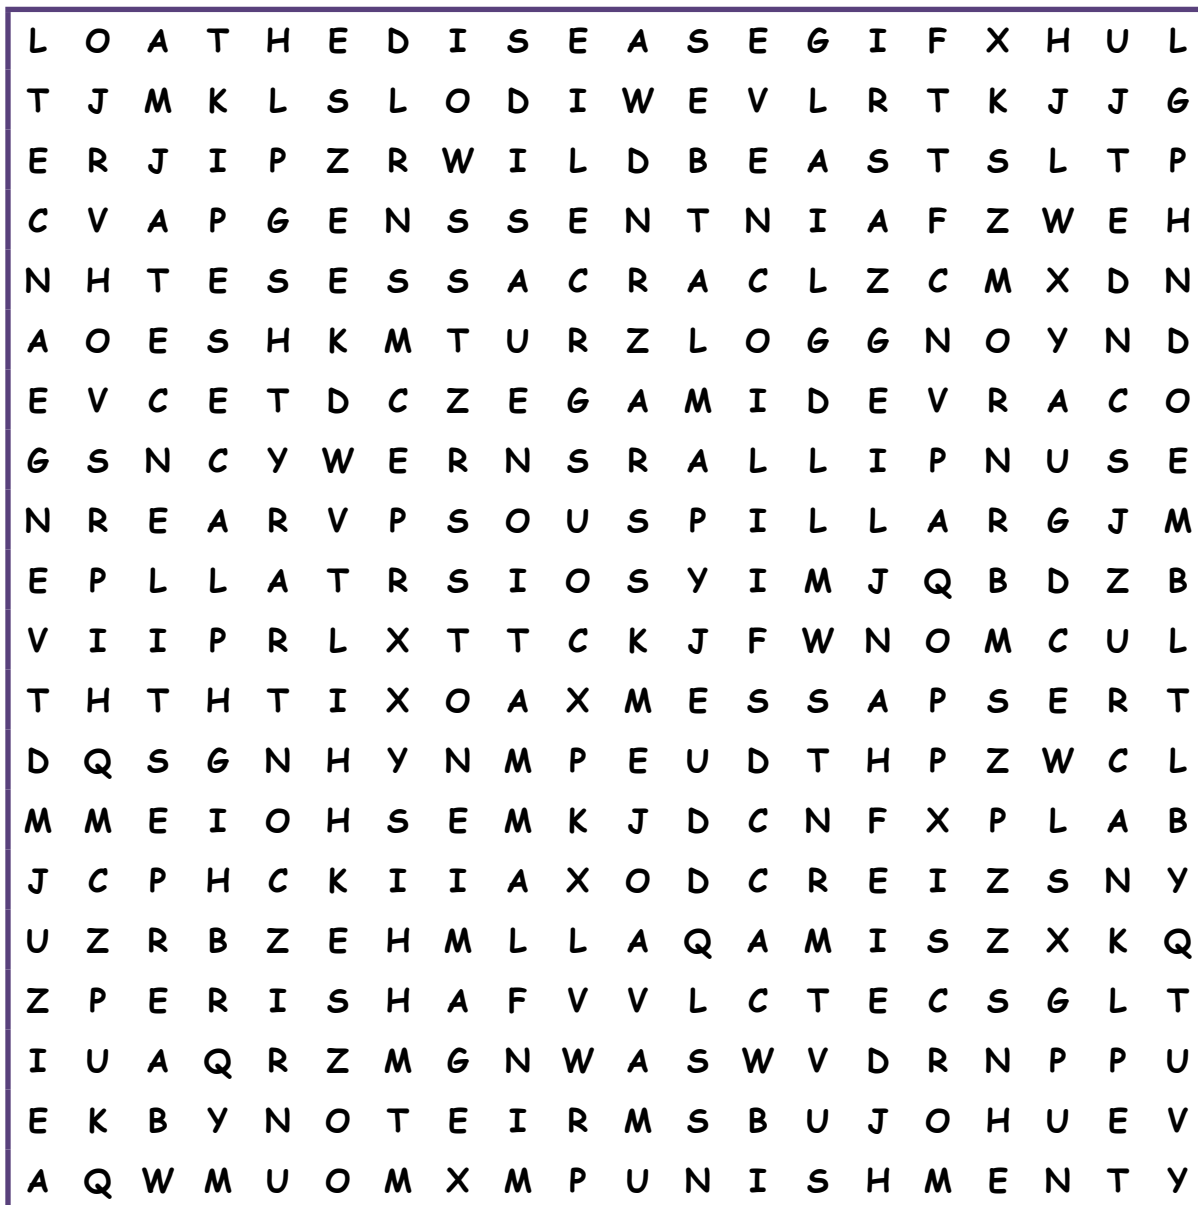 L O A T H E D I S E A S E G I F X H U L
T J M K L S L O D I W E V L R T K J J G
E R J I P Z R W I L D B E A S T S L T P
C V A P G E N S S E N T N I A F Z W E H
N H T E S E S S A C R A C L Z C M X D N
A O E S H K M T U R Z L O G G N O Y N D
E V C E T D C Z E G A M I D E V R A C O
G S N C Y W E R N S R A L L I P N U S E
N R E A R V P S O U S P I L L A R G J M
E P L L A T R S I O S Y I M J Q B D Z B
V I I P R L X T T C K J F W N O M C U L
T H T H T I X O A X M E S S A P S E R T
D Q S G N H Y N M P E U D T H P Z W C L
M M E I O H S E M K J D C N F X P L A B
J C P H C K I I A X O D C R E I Z S N Y
U Z R B Z E H M L L A Q A M I S Z X K Q
Z P E R I S H A F V V L C T E C S G L T
I U A Q R Z M G N W A S W V D R N P P U
E K B Y N O T E I R M S B U J O H U E V
A Q W M U O M X M P U N I S H M E N T Y